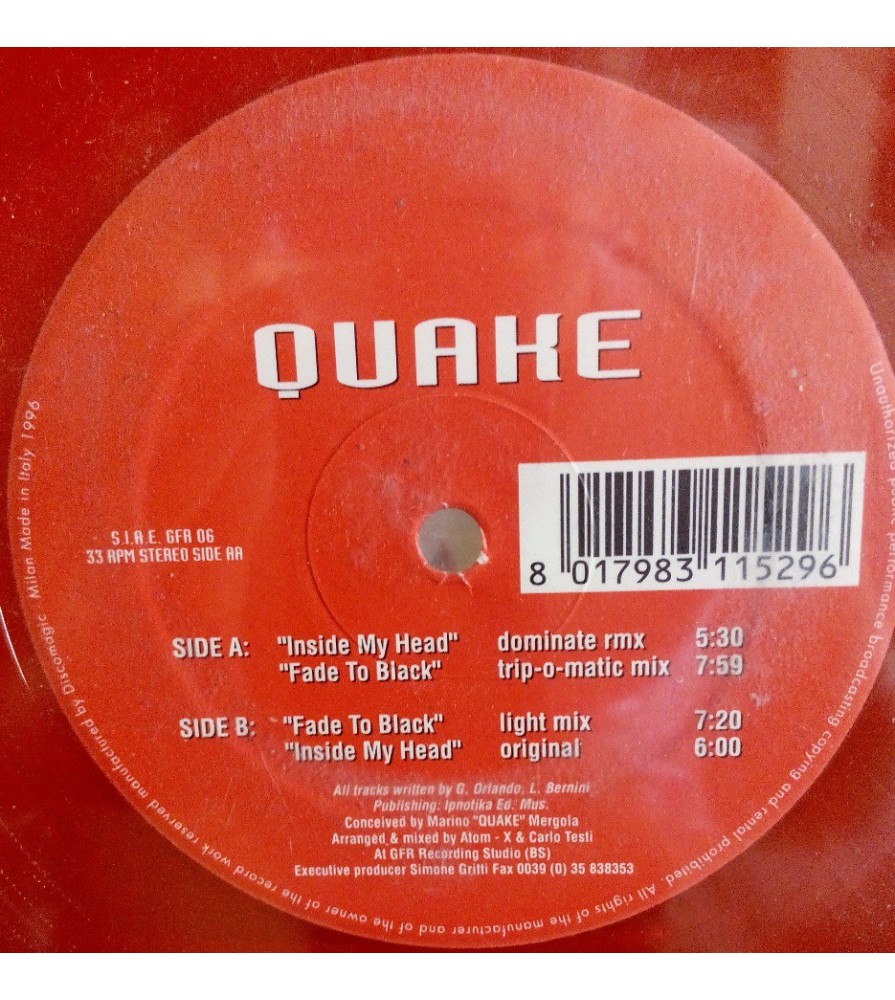 QUAKE
S.I.A.E. GFR 06
33 RPM STEREO SIDE AA
8 017983 115296
SIDE A: "Inside My Head" dominate rmx 5:30
"Fade To Black" trip-o-matic mix 7:59
SIDE B: "Fade To Black" light mix 7:20
"Inside My Head" original 6:00
All tracks written by G. Orlando, L. Bernini
Publishing: Ipnotika Ed. Mus.
Conceived by Marino "QUAKE" Mergola
Arranged & mixed by Atom - X & Carlo Testi
At GFR Recording Studio (BS)
Executive producer Simone Gritti Fax 0039 (0) 35 838353
Unauthorized performance broadcasting copying and rental prohibited. All rights of the manufacturer and of the owner of the record work reserved manufactured by Discomagic - Milan Made in Italy 1996